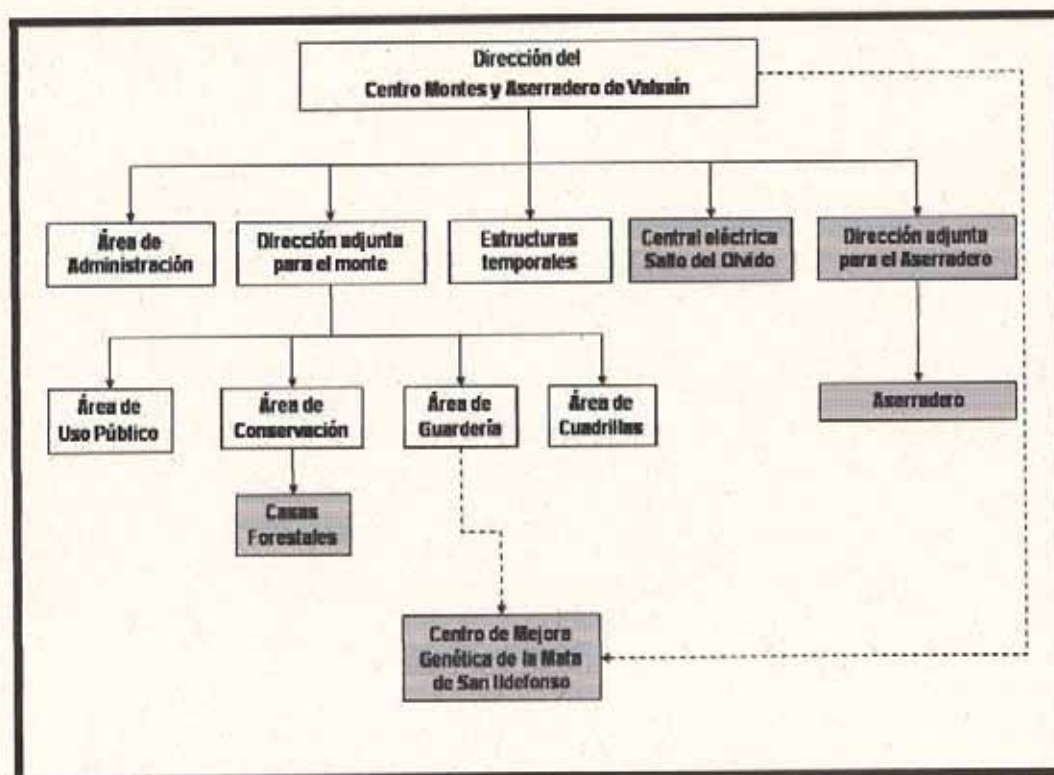 Dirección del
Centro Montes y Aserradero de Valsaín
Área de
Administración
Dirección adjunta
para el monte
Estructuras
temporales
Central eléctrica
Salto del Olvido
Dirección adjunta
para el Aserradero
Área de
Uso Público
Área de
Conservación
Área de
Guardería
Área de
Cuadrillas
Aserradero
Casas
Forestales
Centro de Mejora
Genética de la Mata
de San Ildefonso